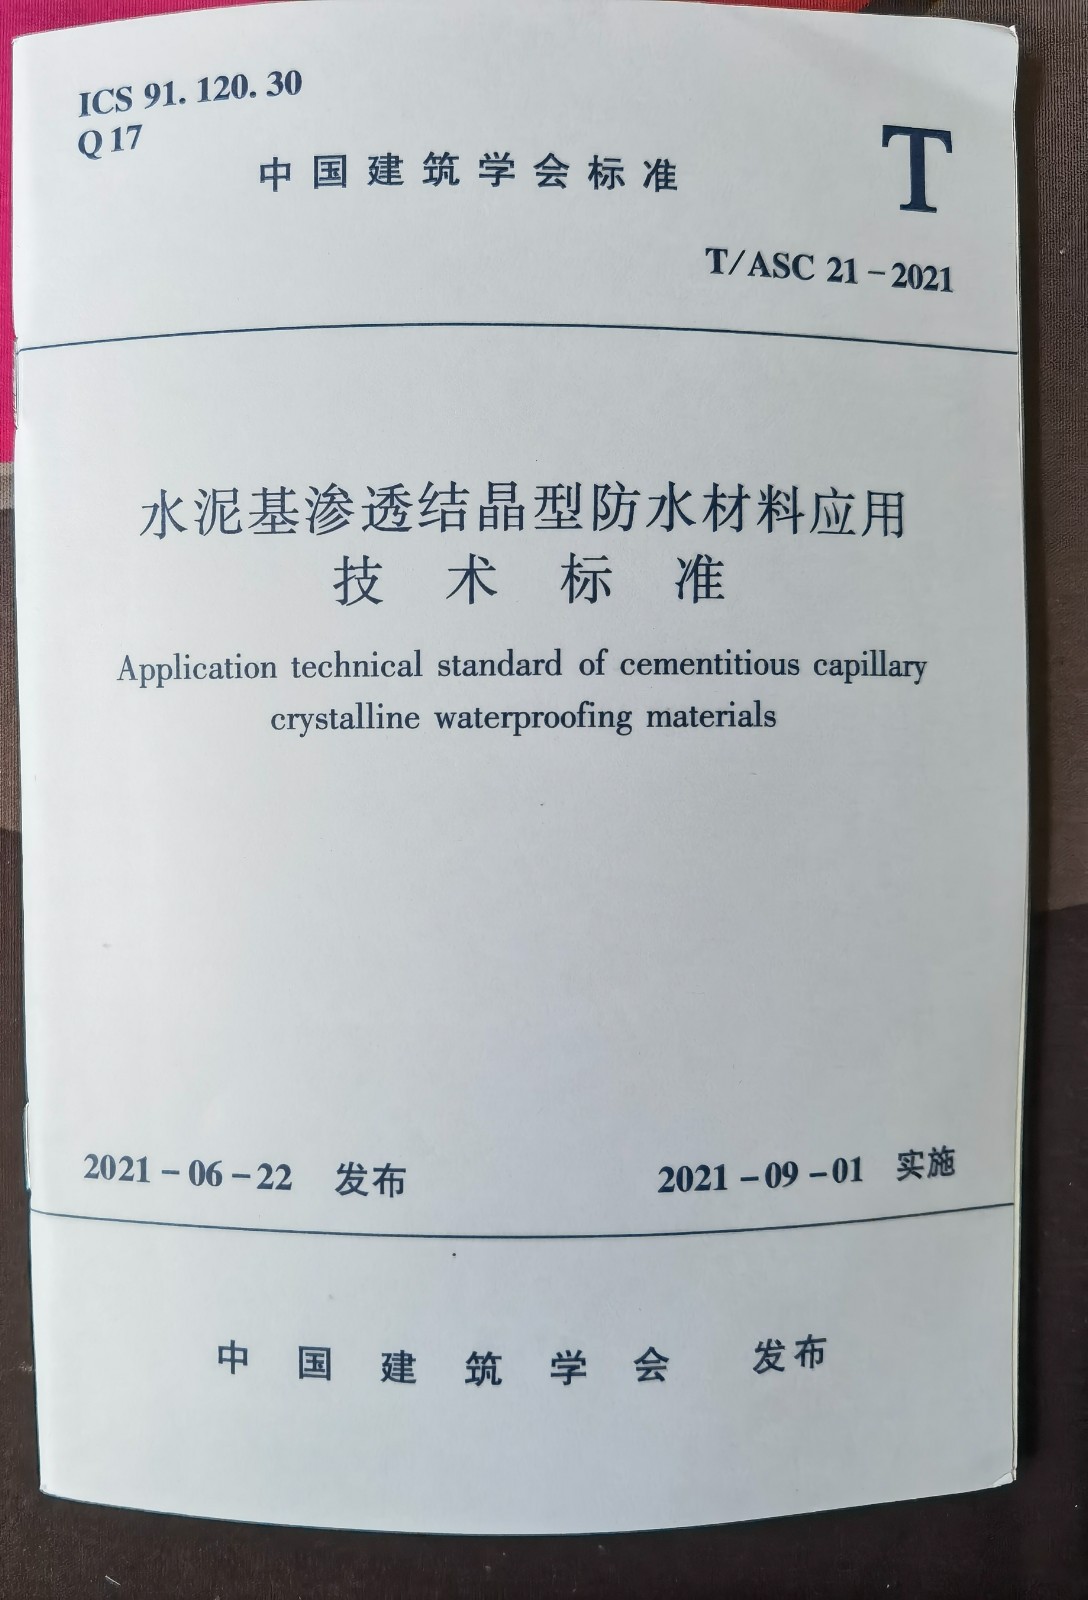 ICS 91. 120. 30
Q 17
中国建筑学会标准
T
T/ASC 21-2021
水泥基渗透结晶型防水材料应用
技术标准
Application technical standard of cementitious capillary
crystalline waterproofing materials
2021-06-22 发布
2021-09-01 实施
中国建筑学会 发布